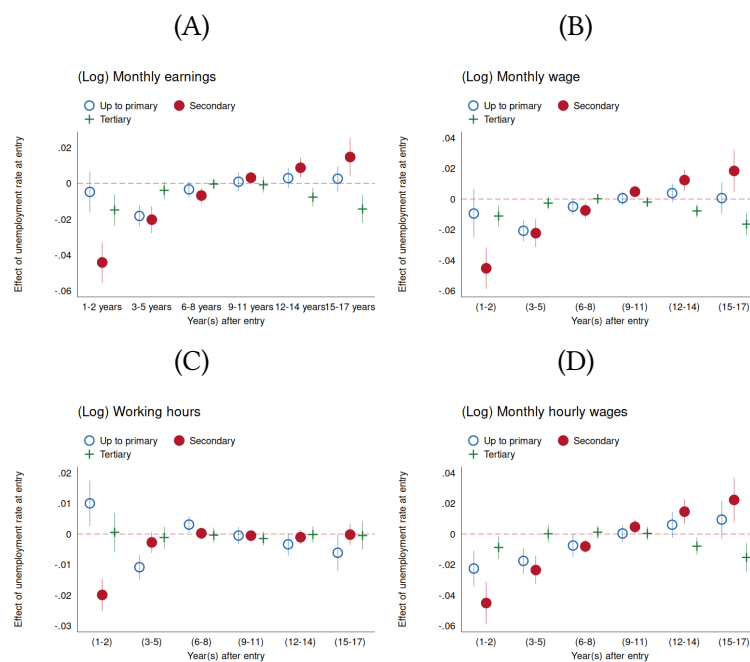 (A)
(Log) Monthly earnings
Up to primary
Secondary
Tertiary
Effect of unemployment rate at entry
.02
0
-.02
-.04
-.06
1-2 years 3-5 years 6-8 years 9-11 years 12-14 years 15-17 years
Year(s) after entry
(B)
(Log) Monthly wage
Up to primary
Secondary
Tertiary
Effect of unemployment rate at entry
.04
.02
0
-.02
-.04
-.06
(1-2) (3-5) (6-8) (9-11) (12-14) (15-17)
Year(s) after entry
(C)
(Log) Working hours
Up to primary
Secondary
Tertiary
Effect of unemployment rate at entry
.02
.01
0
-.01
-.02
-.03
(1-2) (3-5) (6-8) (9-11) (12-14) (15-17)
Year(s) after entry
(D)
(Log) Monthly hourly wages
Up to primary
Secondary
Tertiary
Effect of unemployment rate at entry
.04
.02
0
-.02
-.04
-.06
(1-2) (3-5) (6-8) (9-11) (12-14) (15-17)
Year(s) after entry